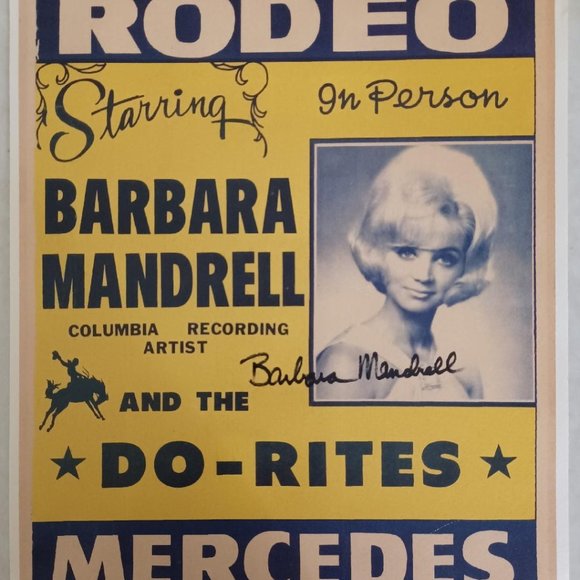 RODEO
Starring
In Person
BARBARA
MANDRELL
COLUMBIA RECORDING
ARTIST
Barbara Mandrell
AND THE
★ DO-RITES ★
MERCEDES